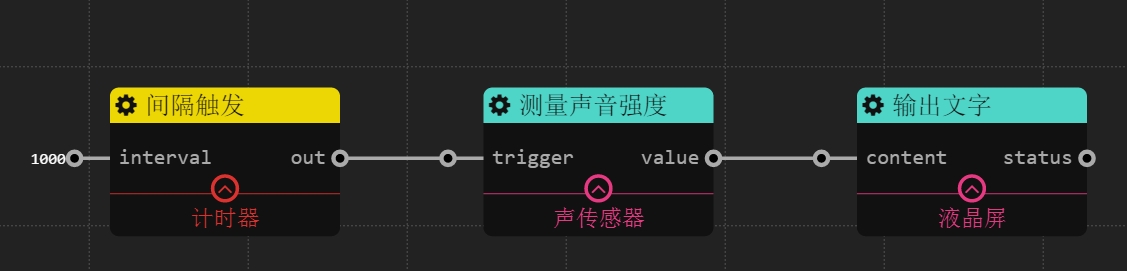 间隔触发
1000 interval out
计时器
测量声音强度
trigger value
声传感器
输出文字
content status
液晶屏